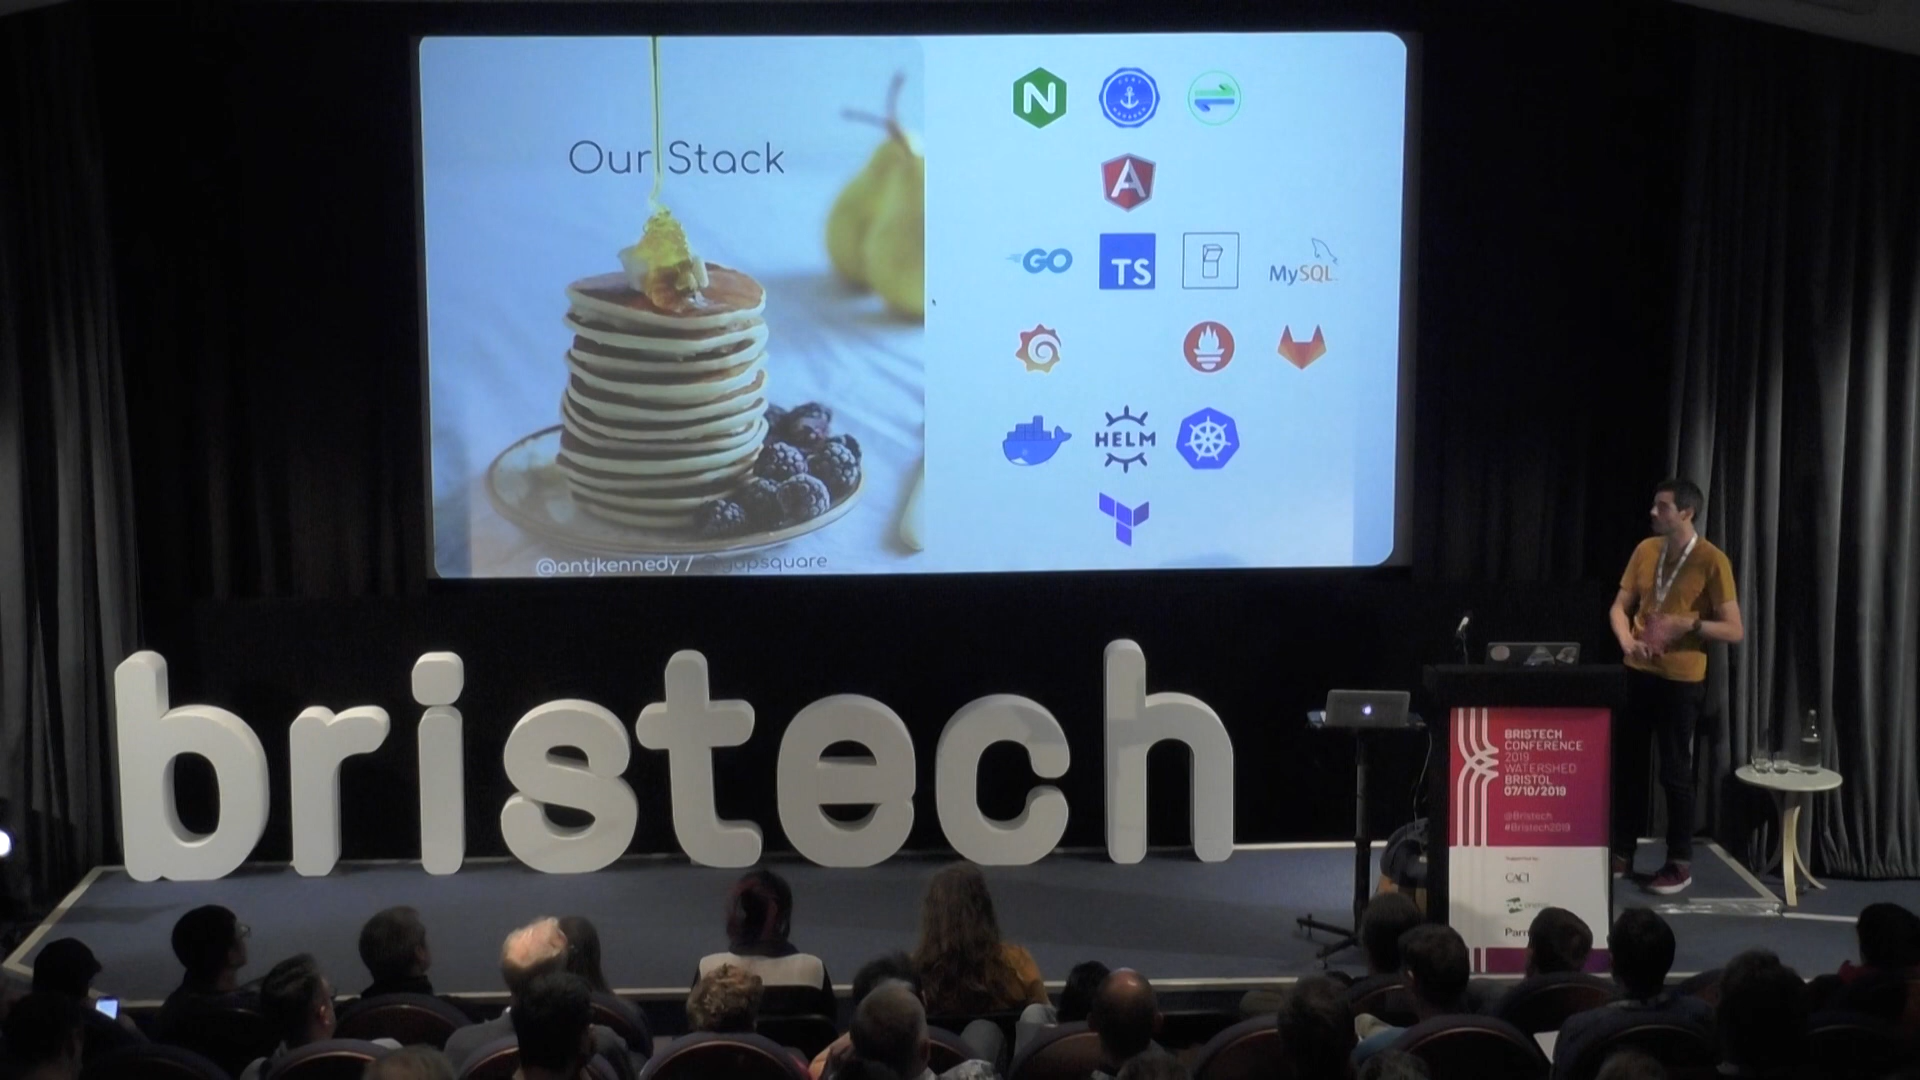 Our Stack
N
A
GO
TS
MySQL
HELM
@antjkennedy /
bristech
BRISTECH
CONFERENCE
2019
WATERSHED
BRISTOL
07/10/2019
@Bristech
#Bristech2019
CACI